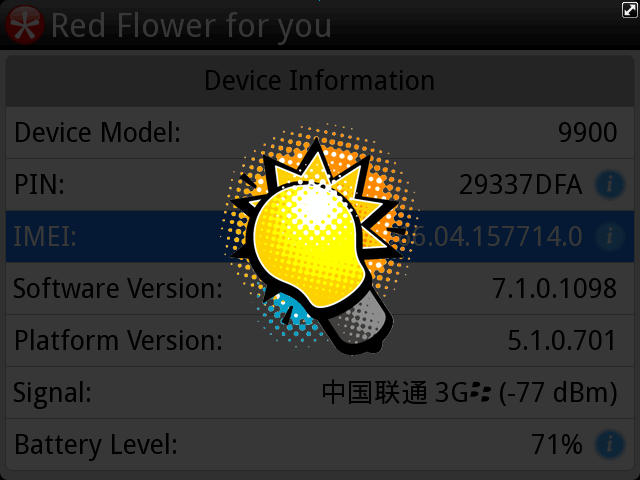 Red Flower for you
Device Information
Device Model: 9900
PIN: 29337DFA
IMEI: 6.04.157714.0
Software Version: 7.1.0.1098
Platform Version: 5.1.0.701
Signal: 中国联通 3G (-77 dBm)
Battery Level: 71%